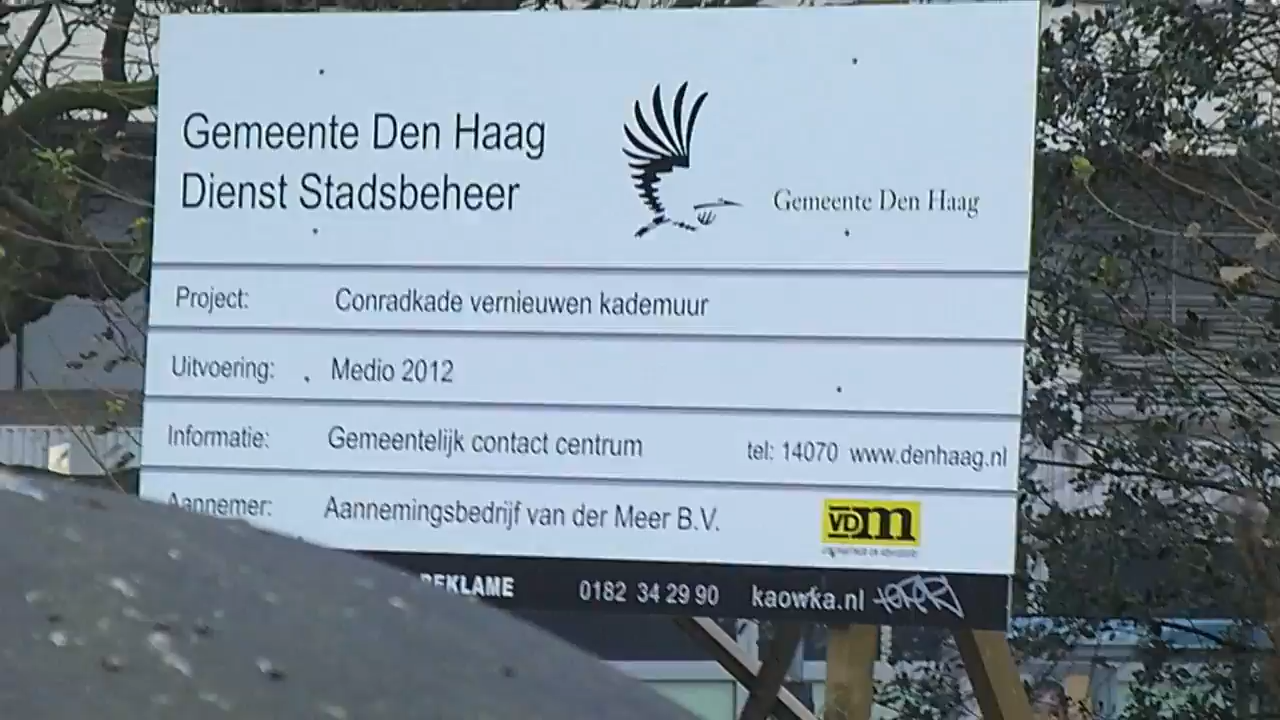 Gemeente Den Haag
Dienst Stadsbeheer
Gemeente Den Haag
Project: Conradkade vernieuwen kademuur
Uitvoering: Medio 2012
Informatie: Gemeentelijk contact centrum tel: 14070 www.denhaag.nl
Aannemer: Aannemingsbedrijf van der Meer B.V. VDM
REKLAME 0182 34 29 90 kaowka.nl